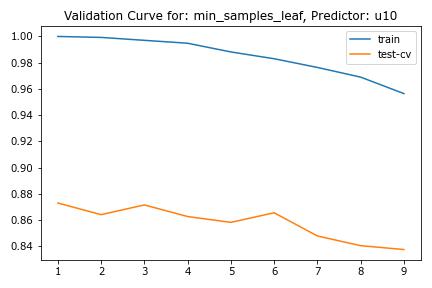 Validation Curve for: min_samples_leaf, Predictor: u10
1.00
0.98
0.96
0.94
0.92
0.90
0.88
0.86
0.84
train
test-cv
1 2 3 4 5 6 7 8 9